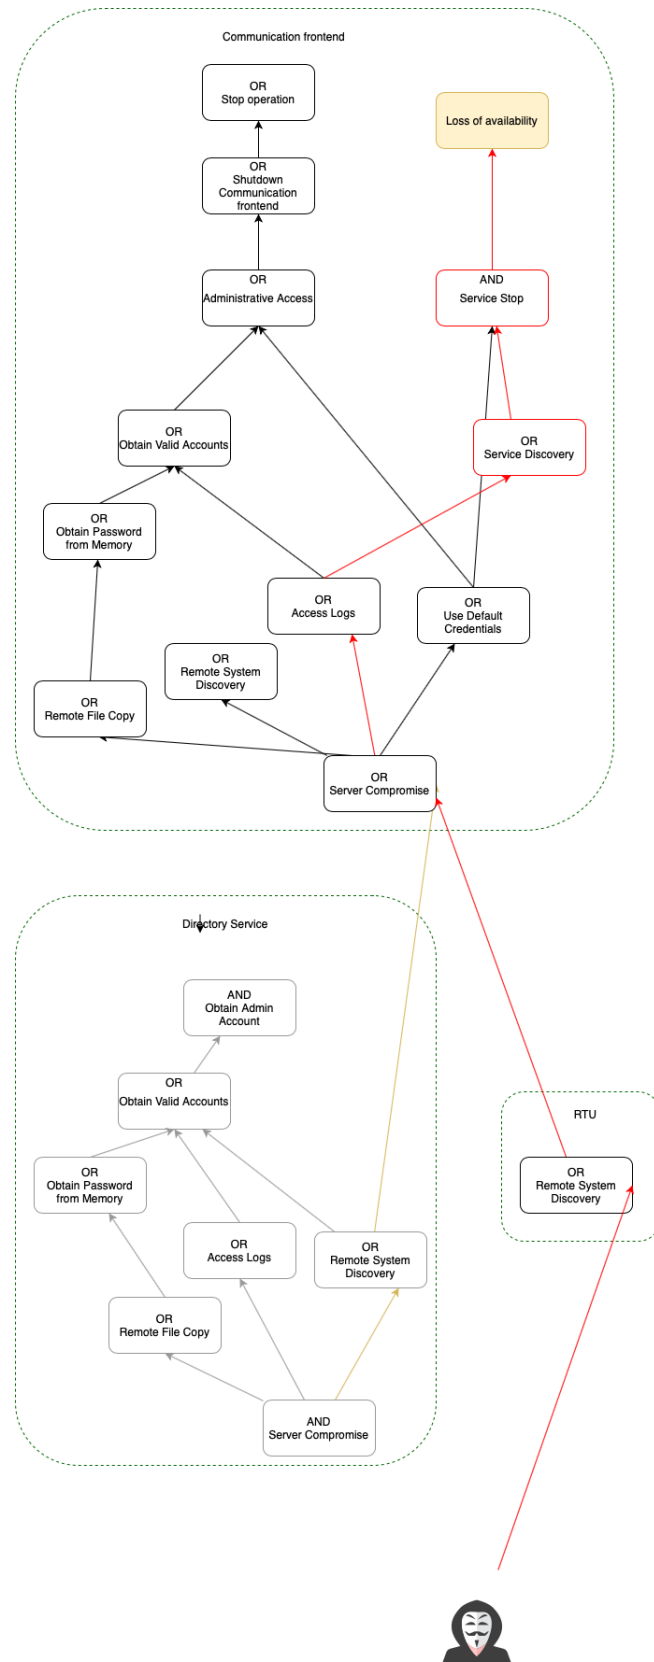 Communication frontend
OR
Stop operation
Loss of availability
OR
Shutdown
Communication
frontend
OR
Administrative Access
AND
Service Stop
OR
Obtain Valid Accounts
OR
Service Discovery
OR
Obtain Password
from Memory
OR
Access Logs
OR
Use Default
Credentials
OR
Remote System
Discovery
OR
Remote File Copy
OR
Server Compromise
Directory Service
AND
Obtain Admin
Account
OR
Obtain Valid Accounts
RTU
OR
Obtain Password
from Memory
OR
Remote System
Discovery
OR
Access Logs
OR
Remote System
Discovery
OR
Remote File Copy
AND
Server Compromise